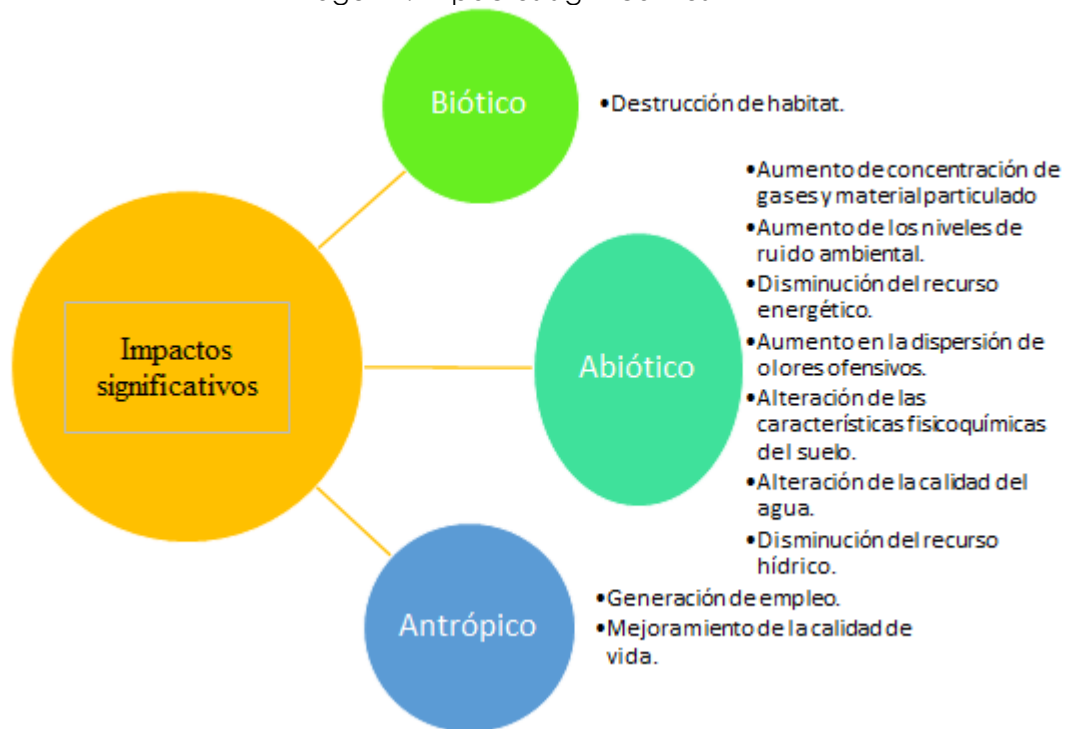 Biótico
•Destrucción de habitat.
Impactos
significativos
Abiótico
•Aumento de concentración de
gases y material particulado
•Aumento de los niveles de
ruido ambiental.
•Disminución del recurso
energético.
•Aumento en la dispersión de
olores ofensivos.
•Alteración de las
características fisicoquímicas
del suelo.
•Alteración de la calidad del
agua.
•Disminución del recurso
hídrico.
Antrópico
•Generación de empleo.
•Mejoramiento de la calidad de
vida.